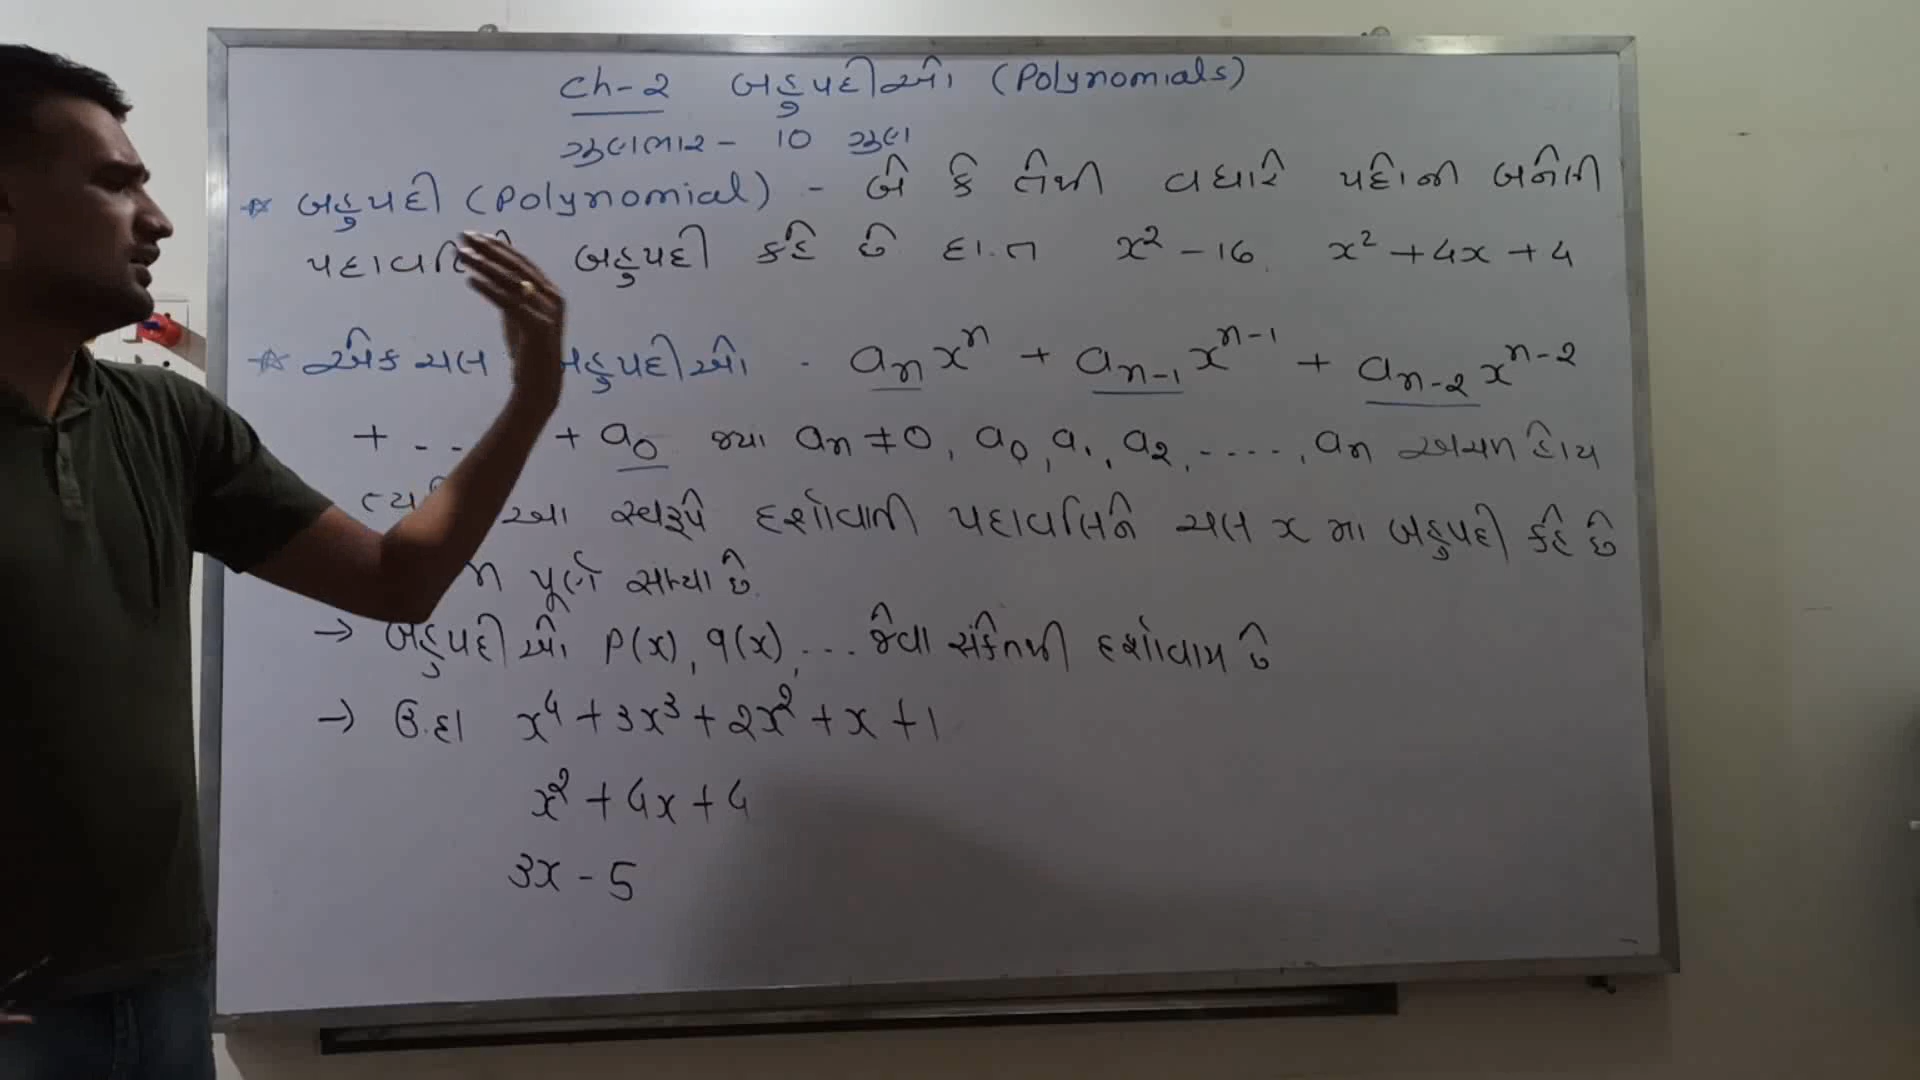 Ch-2 બહુપદીઓ (Polynomials)
ગુણભાર - 10 ગુણ
* બહુપદી (Polynomial) - બે કે તેથી વધારે પદોની બનેલી
બહુપદી કહે છે દા.ત x² - 16, x² + 4x + 4
* એક ચલ બહુપદીઓ - aₙxⁿ + aₙ₋₁xⁿ⁻¹ + aₙ₋₂xⁿ⁻²
+ - - + a₀ જ્યા aₙ ≠ 0, a₀, a₁, a₂, ----, aₙ અચળ હોય
આ સ્વરૂપે દર્શાવાતી પદાવલિને ચલ x મા બહુપદી કહે છે
n પૂર્ણ સંખ્યા છે.
→ બહુપદીઓ p(x), q(x), ... જેવા સંકેતથી દર્શાવાય છે
→ ઉ.દા x⁴ + 3x³ + 2x² + x + 1
x² + 4x + 4
3x - 5